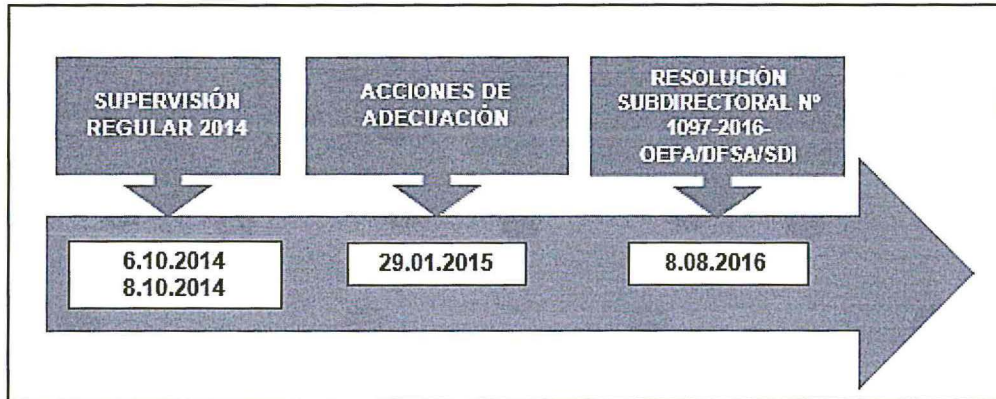 SUPERVISIÓN
REGULAR 2014
ACCIONES DE
ADECUACIÓN
RESOLUCIÓN
SUBDIRECTORAL Nº
1097-2016-
OEFA/DFSA/SDI
6.10.2014
8.10.2014
29.01.2015
8.08.2016